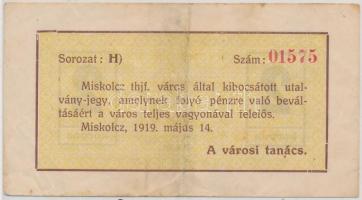 Sorozat: H) Szám: 01575
Miskolcz thjf. város által kibocsátott utal-
vány-jegy, amelynek folyó pénzre való bevál-
tásáért a város teljes vagyonával felelős.
Miskolcz, 1919. május 14.
A városi tanács.